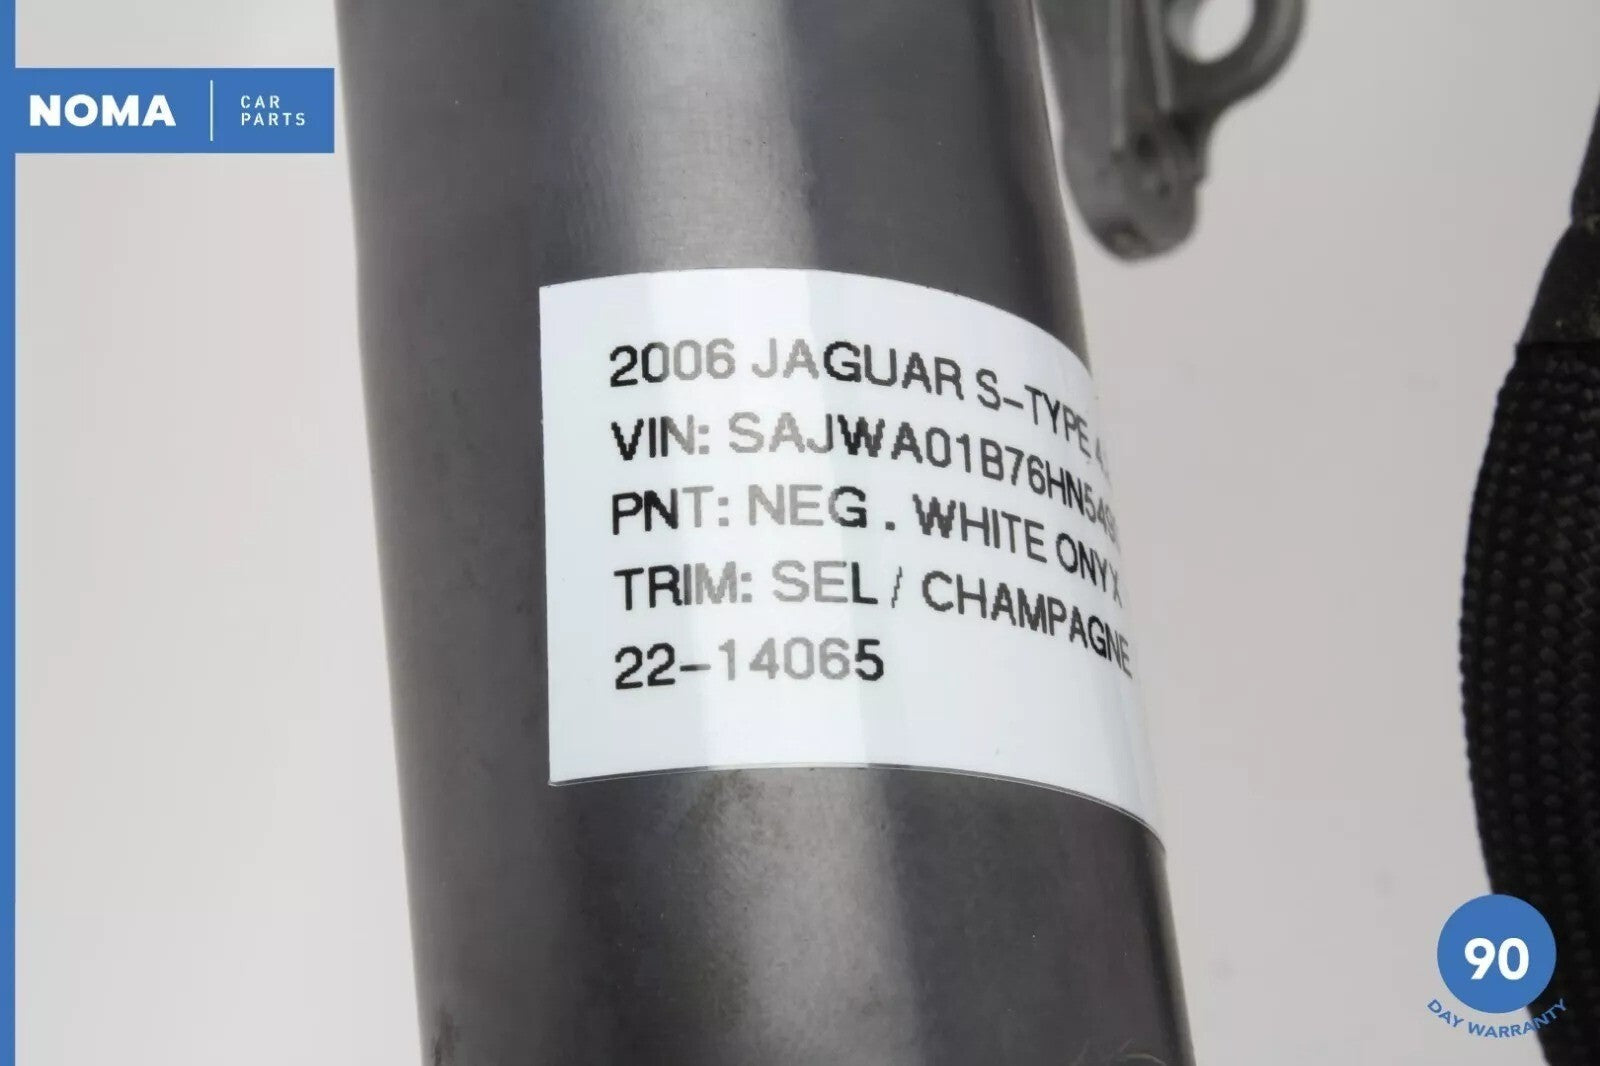 NOMA
CAR
PARTS
2006 JAGUAR S-TYPE
VIN:
PNT: NEG . WHITE ONYX
TRIM: SEL / CHAMPAGNE
22-14065
90
DAY WARRANTY